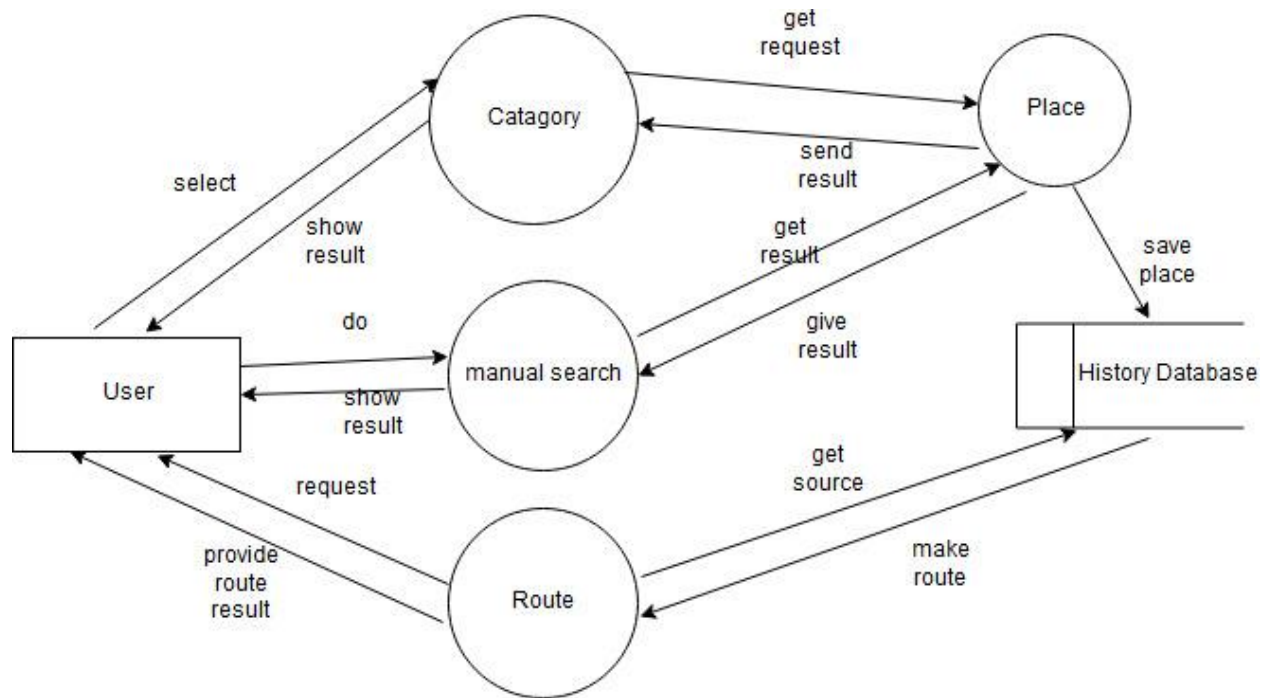 get
request
Catagory
Place
send
result
select
show
result
get
result
save
place
do
give
result
User
manual search
History Database
show
result
request
get
source
provide
route
result
make
route
Route